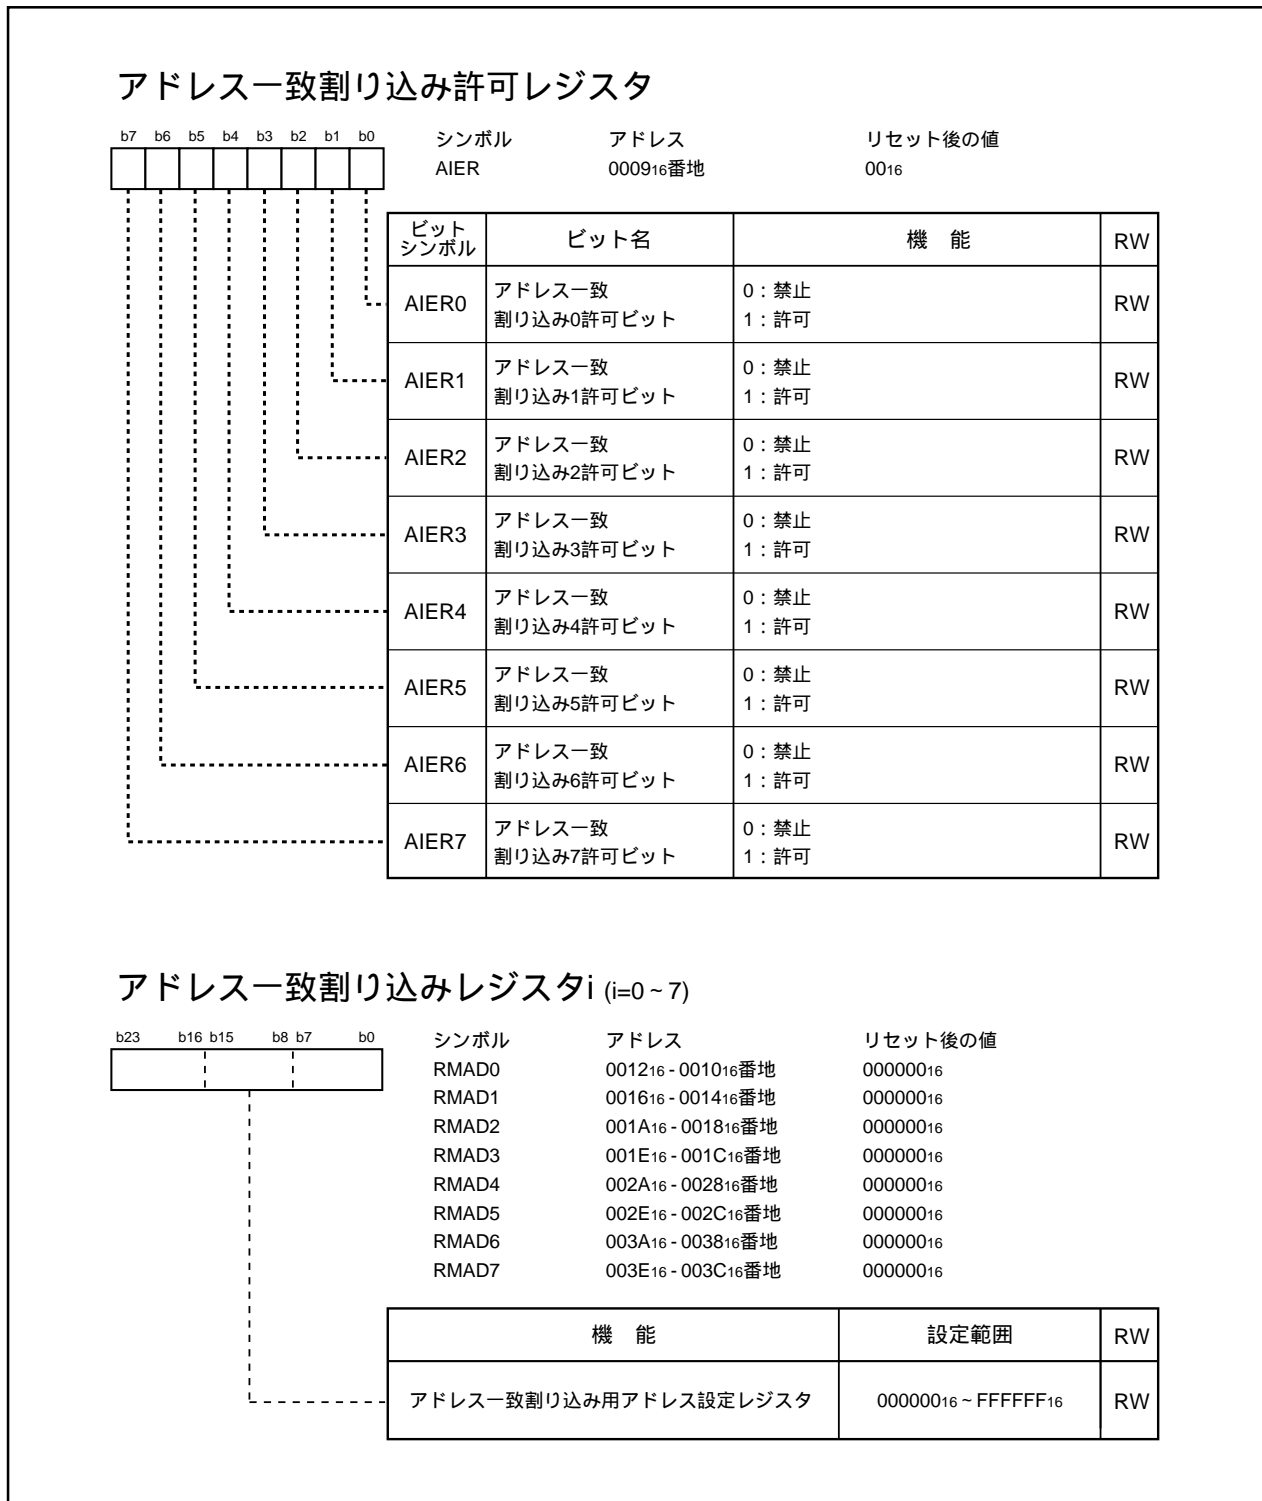 アドレス一致割り込み許可レジスタ
b7 b6 b5 b4 b3 b2 b1 b0
シンボル アドレス リセット後の値
AIER 000916番地 0016
ビットシンボル ビット名 機 能 RW
AIER0 アドレス一致 0：禁止 RW
割り込み0許可ビット 1：許可
AIER1 アドレス一致 0：禁止 RW
割り込み1許可ビット 1：許可
AIER2 アドレス一致 0：禁止 RW
割り込み2許可ビット 1：許可
AIER3 アドレス一致 0：禁止 RW
割り込み3許可ビット 1：許可
AIER4 アドレス一致 0：禁止 RW
割り込み4許可ビット 1：許可
AIER5 アドレス一致 0：禁止 RW
割り込み5許可ビット 1：許可
AIER6 アドレス一致 0：禁止 RW
割り込み6許可ビット 1：許可
AIER7 アドレス一致 0：禁止 RW
割り込み7許可ビット 1：許可
アドレス一致割り込みレジスタi (i=0～7)
b23 b16 b15 b8 b7 b0
シンボル アドレス リセット後の値
RMAD0 001216 - 001016番地 00000016
RMAD1 001616 - 001416番地 00000016
RMAD2 001A16 - 001816番地 00000016
RMAD3 001E16 - 001C16番地 00000016
RMAD4 002A16 - 002816番地 00000016
RMAD5 002E16 - 002C16番地 00000016
RMAD6 003A16 - 003816番地 00000016
RMAD7 003E16 - 003C16番地 00000016
機 能 設定範囲 RW
アドレス一致割り込み用アドレス設定レジスタ 00000016～FFFFFF16 RW